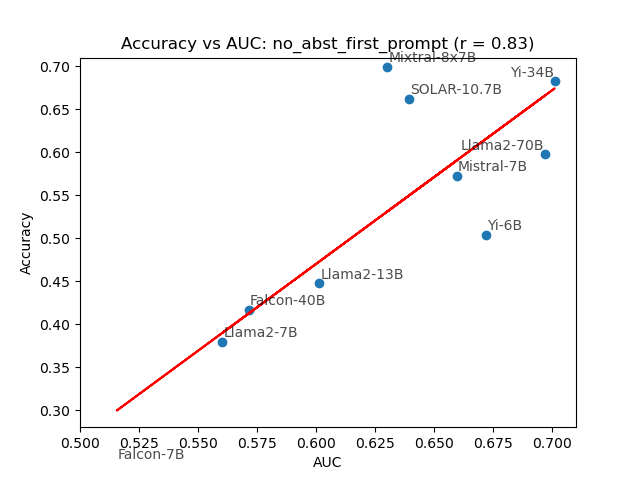 Accuracy vs AUC: no_abst_first_prompt (r = 0.83)
Mixtral-8x7B
0.70
Yi-34B
SOLAR-10.7B
0.65
0.60
Llama2-70B
Mistral-7B
0.55
Yi-6B
0.50
Accuracy
0.45
Llama2-13B
Falcon-40B
0.40
Llama2-7B
0.35
0.30
0.500 0.525 0.550 0.575 0.600 0.625 0.650 0.675 0.700
Falcon-7B
AUC